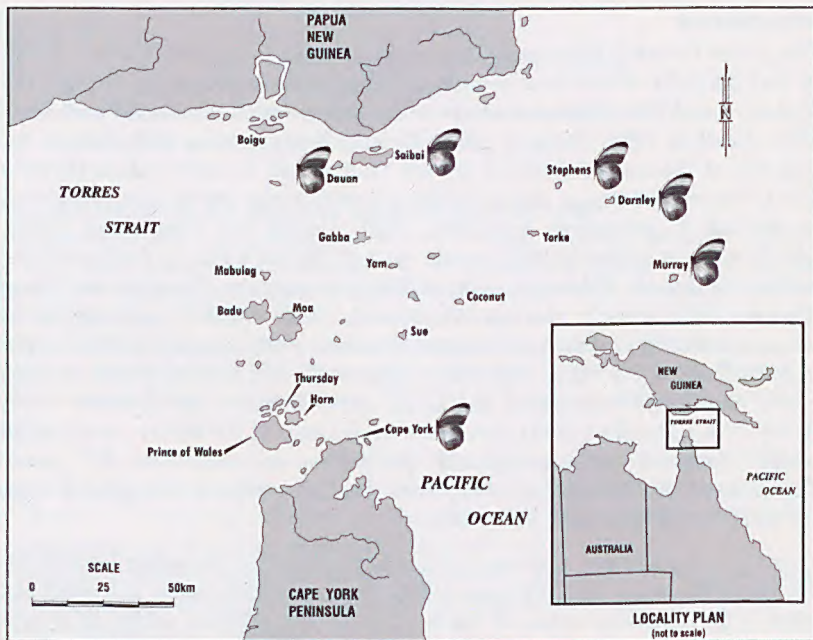 PAPUA
NEW
GUINEA
N
Boigu
Saibai
Dauan
Stephens
Darnley
TORRES
STRAIT
Gabba
Yorke
Yam
Murray
Mabuiag
Badu
Moa
Coconut
Sue
Thursday
Horn
Cape York
Prince of Wales
PACIFIC
OCEAN
SCALE
0 25 50km
CAPE YORK
PENINSULA
NEW
GUINEA
TORRES STRAIT
PACIFIC
OCEAN
AUSTRALIA
LOCALITY PLAN
(not to scale)